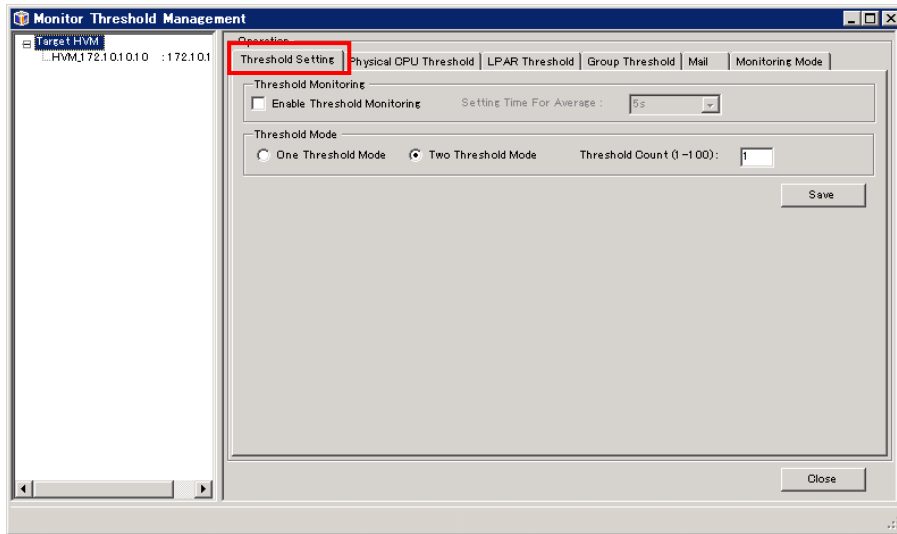 Monitor Threshold Management
Target HVM
HVM_172.10.10.10 :172.10.1
Operation
Threshold Setting Physical CPU Threshold LPAR Threshold Group Threshold Mail Monitoring Mode
Threshold Monitoring
Enable Threshold Monitoring Setting Time For Average : 5s
Threshold Mode
One Threshold Mode Two Threshold Mode Threshold Count (1-100): 1
Save
Close